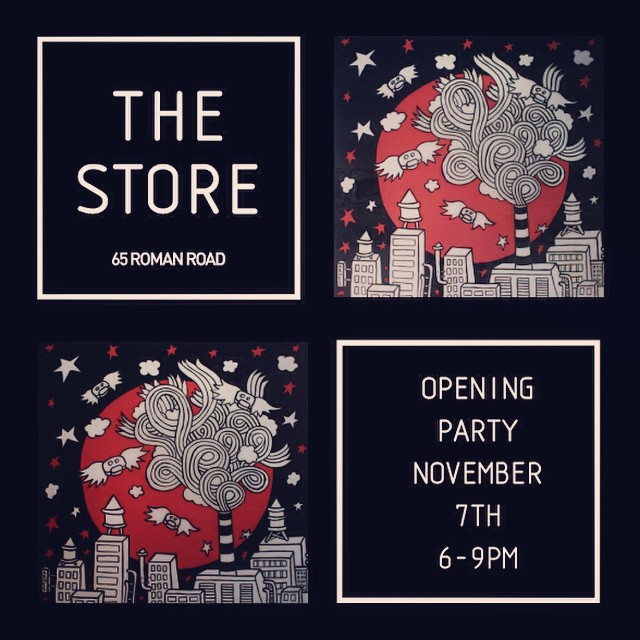 THE
STORE
65 ROMAN ROAD
OPENING
PARTY
NOVEMBER
7TH
6-9PM